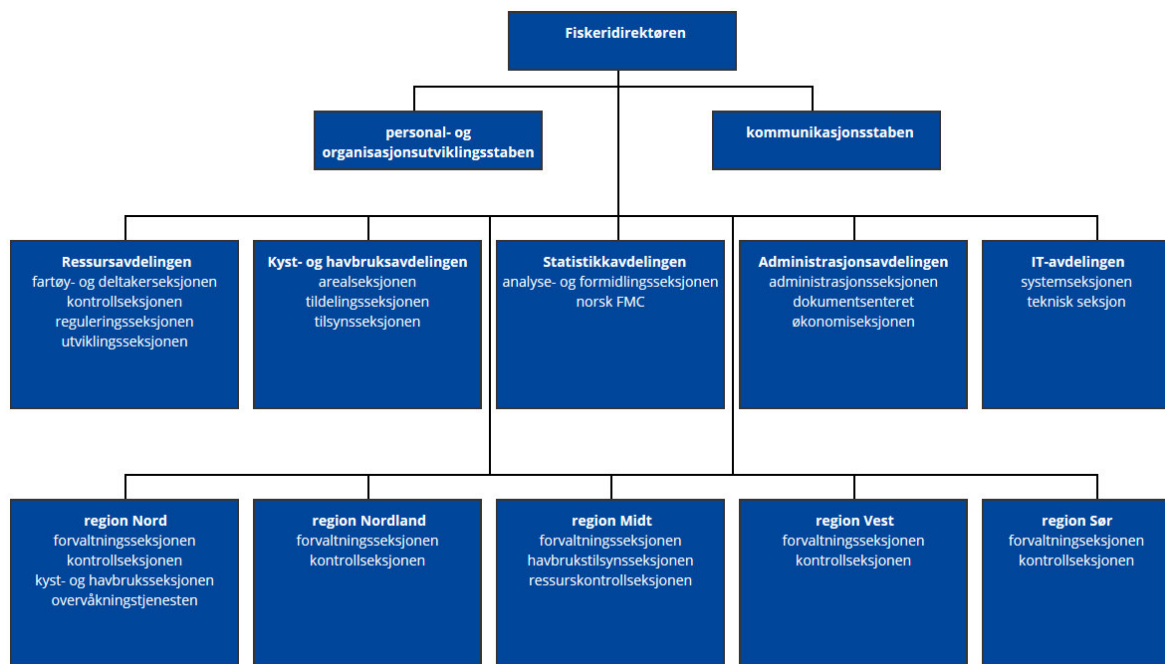 Fiskeridirektøren
personal- og
organisasjonsutviklingsstaben
kommunikasjonsstaben
Ressursavdelingen
fartøy- og deltakerseksjonen
kontrollseksjonen
reguleringsseksjonen
utviklingsseksjonen
Kyst- og havbruksavdelingen
arealseksjonen
tildelingsseksjonen
tilsynsseksjonen
Statistikkavdelingen
analyse- og formidlingsseksjonen
norsk FMC
Administrasjonsavdelingen
administrasjonsseksjonen
dokumentsenteret
økonomiseksjonen
IT-avdelingen
systemseksjonen
teknisk seksjon
region Nord
forvaltningsseksjonen
kontrollseksjonen
kyst- og havbruksseksjonen
overvåkningstjenesten
region Nordland
forvaltningsseksjonen
kontrollseksjonen
region Midt
forvaltningsseksjonen
havbrukstilsynsseksjonen
ressurskontrollseksjonen
region Vest
forvaltningsseksjonen
kontrollseksjonen
region Sør
forvaltningsseksjonen
kontrollseksjonen